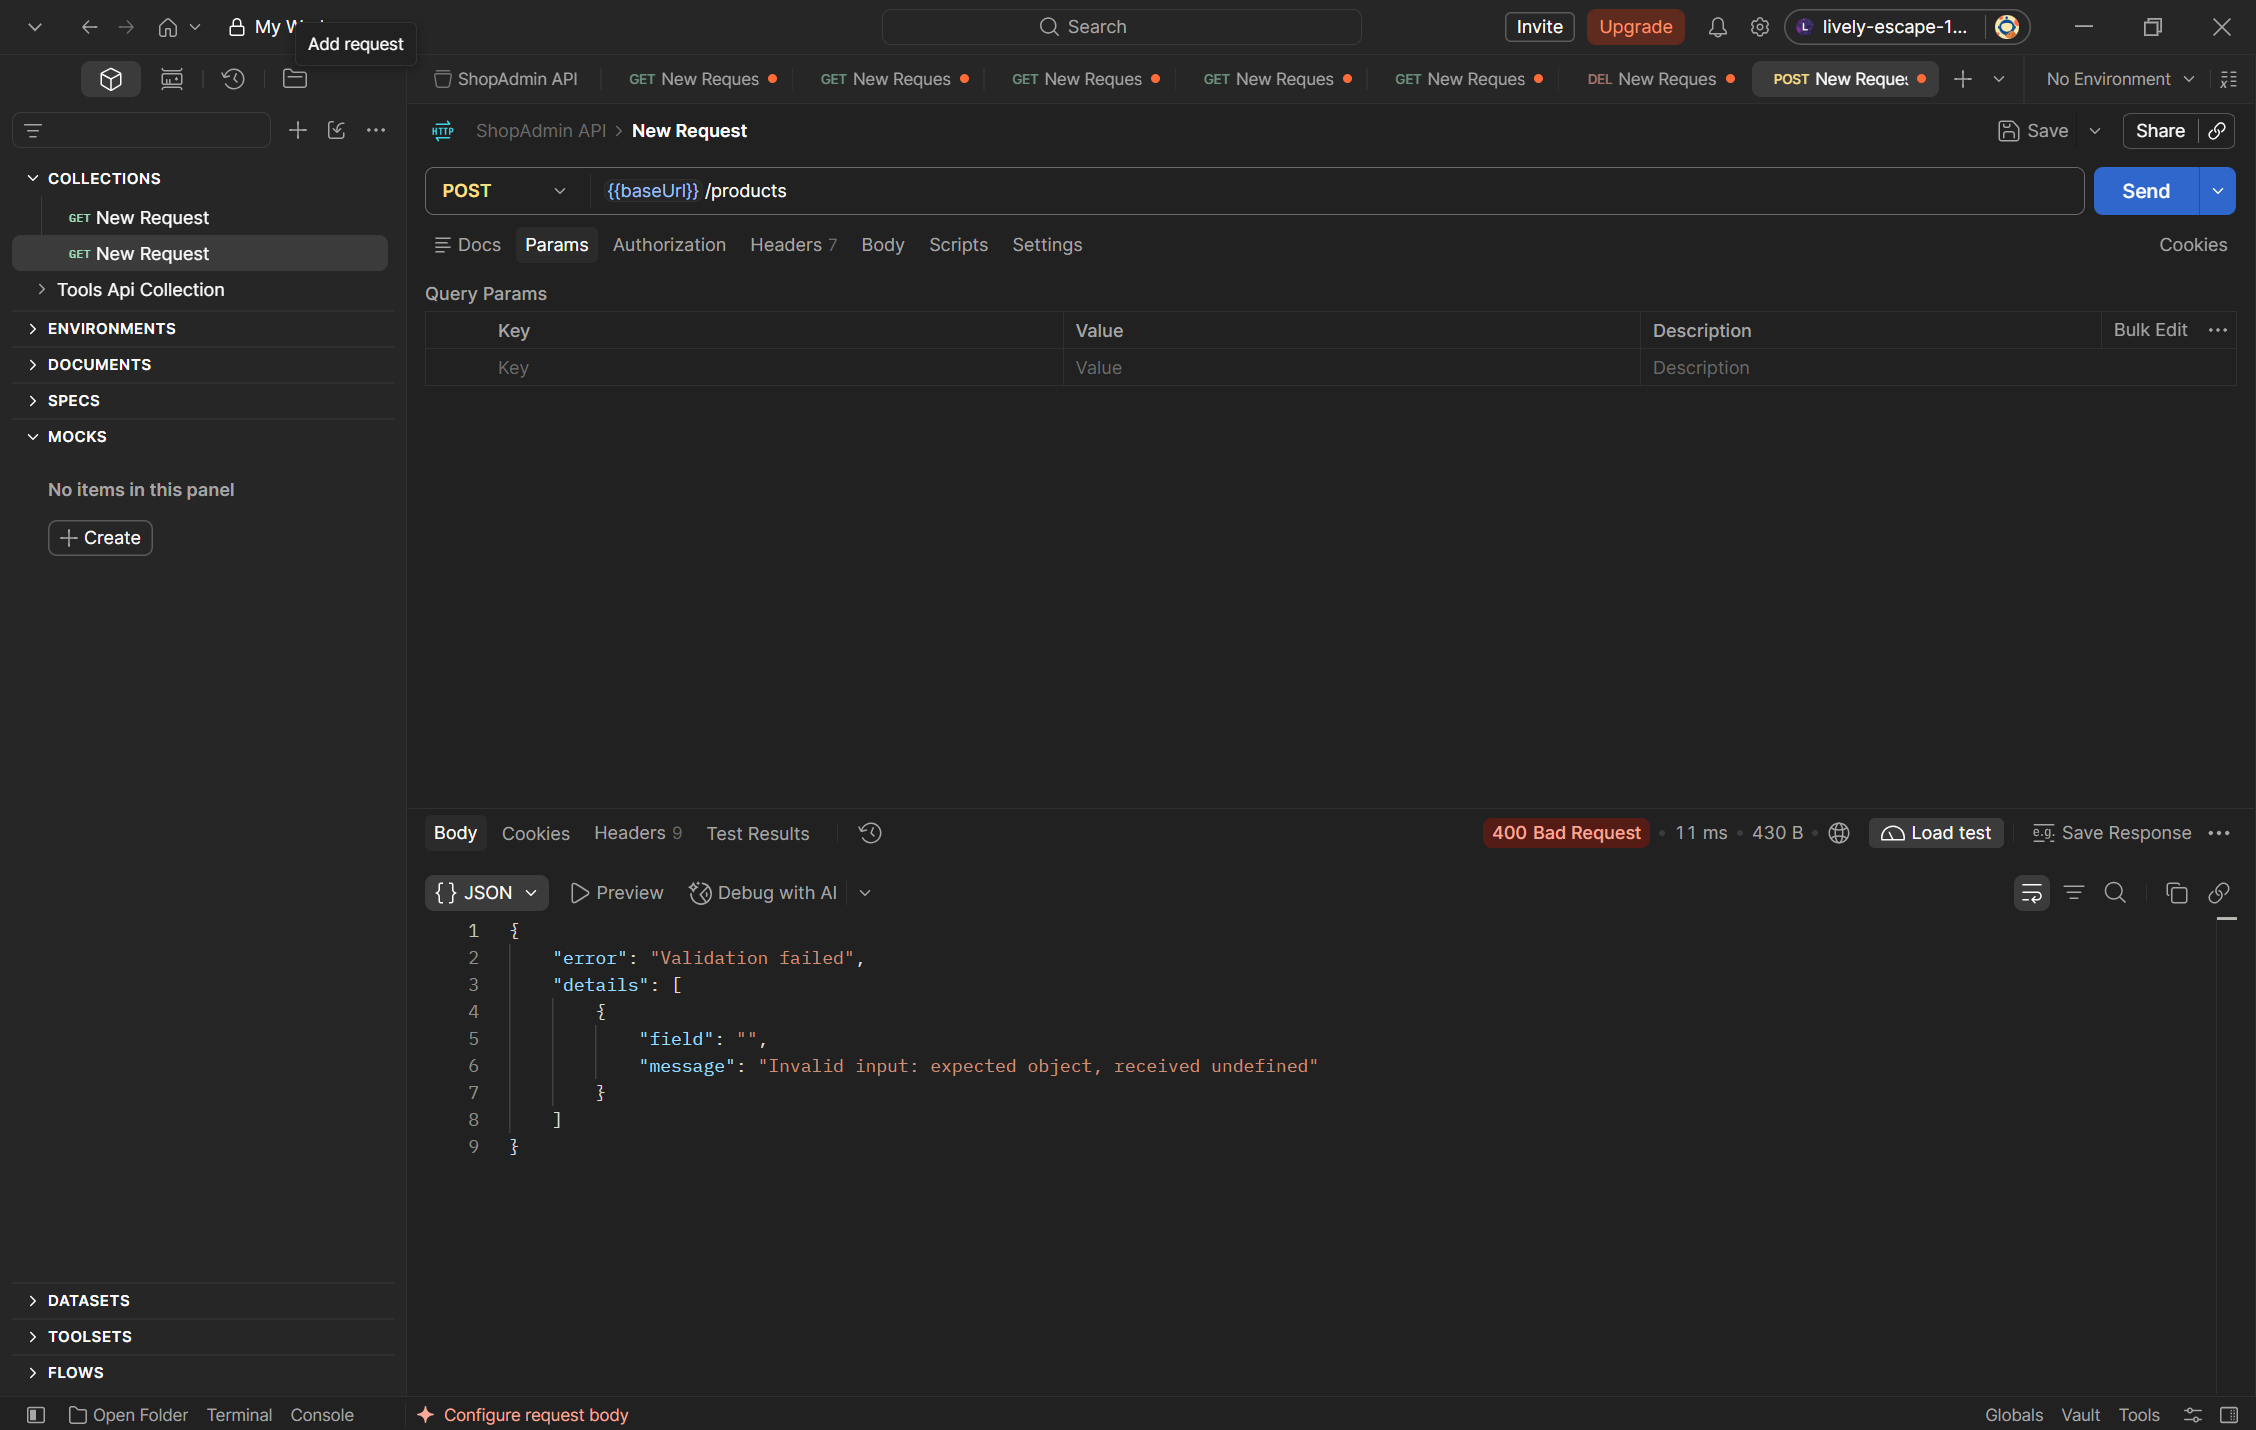 My W
Add request
Search
Invite
Upgrade
L
lively-escape-1...
ShopAdmin API
GET New Reques
GET New Reques
GET New Reques
GET New Reques
GET New Reques
DEL New Reques
POST New Reques
No Environment
HTTP
ShopAdmin API > New Request
Save
Share
COLLECTIONS
GET New Request
GET New Request
Tools Api Collection
ENVIRONMENTS
DOCUMENTS
SPECS
MOCKS
No items in this panel
Create
DATASETS
TOOLSETS
FLOWS
POST
{{baseUrl}} /products
Send
Docs
Params
Authorization
Headers 7
Body
Scripts
Settings
Cookies
Query Params
Key
Value
Description
Bulk Edit
Key
Value
Description
Body
Cookies
Headers 9
Test Results
400 Bad Request
11 ms
430 B
Load test
e.g. Save Response
{} JSON
Preview
Debug with AI
1 {
2 "error": "Validation failed",
3 "details": [
4 {
5 "field": "",
6 "message": "Invalid input: expected object, received undefined"
7 }
8 ]
9 }
Open Folder
Terminal
Console
Configure request body
Globals
Vault
Tools